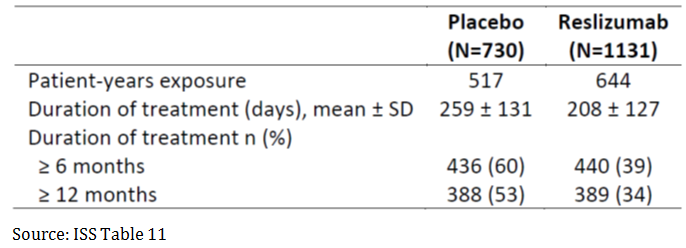 Placebo Reslizumab
(N=730) (N=1131)
Patient-years exposure 517 644
Duration of treatment (days), mean ± SD 259 ± 131 208 ± 127
Duration of treatment n (%)
≥ 6 months 436 (60) 440 (39)
≥ 12 months 388 (53) 389 (34)
Source: ISS Table 11